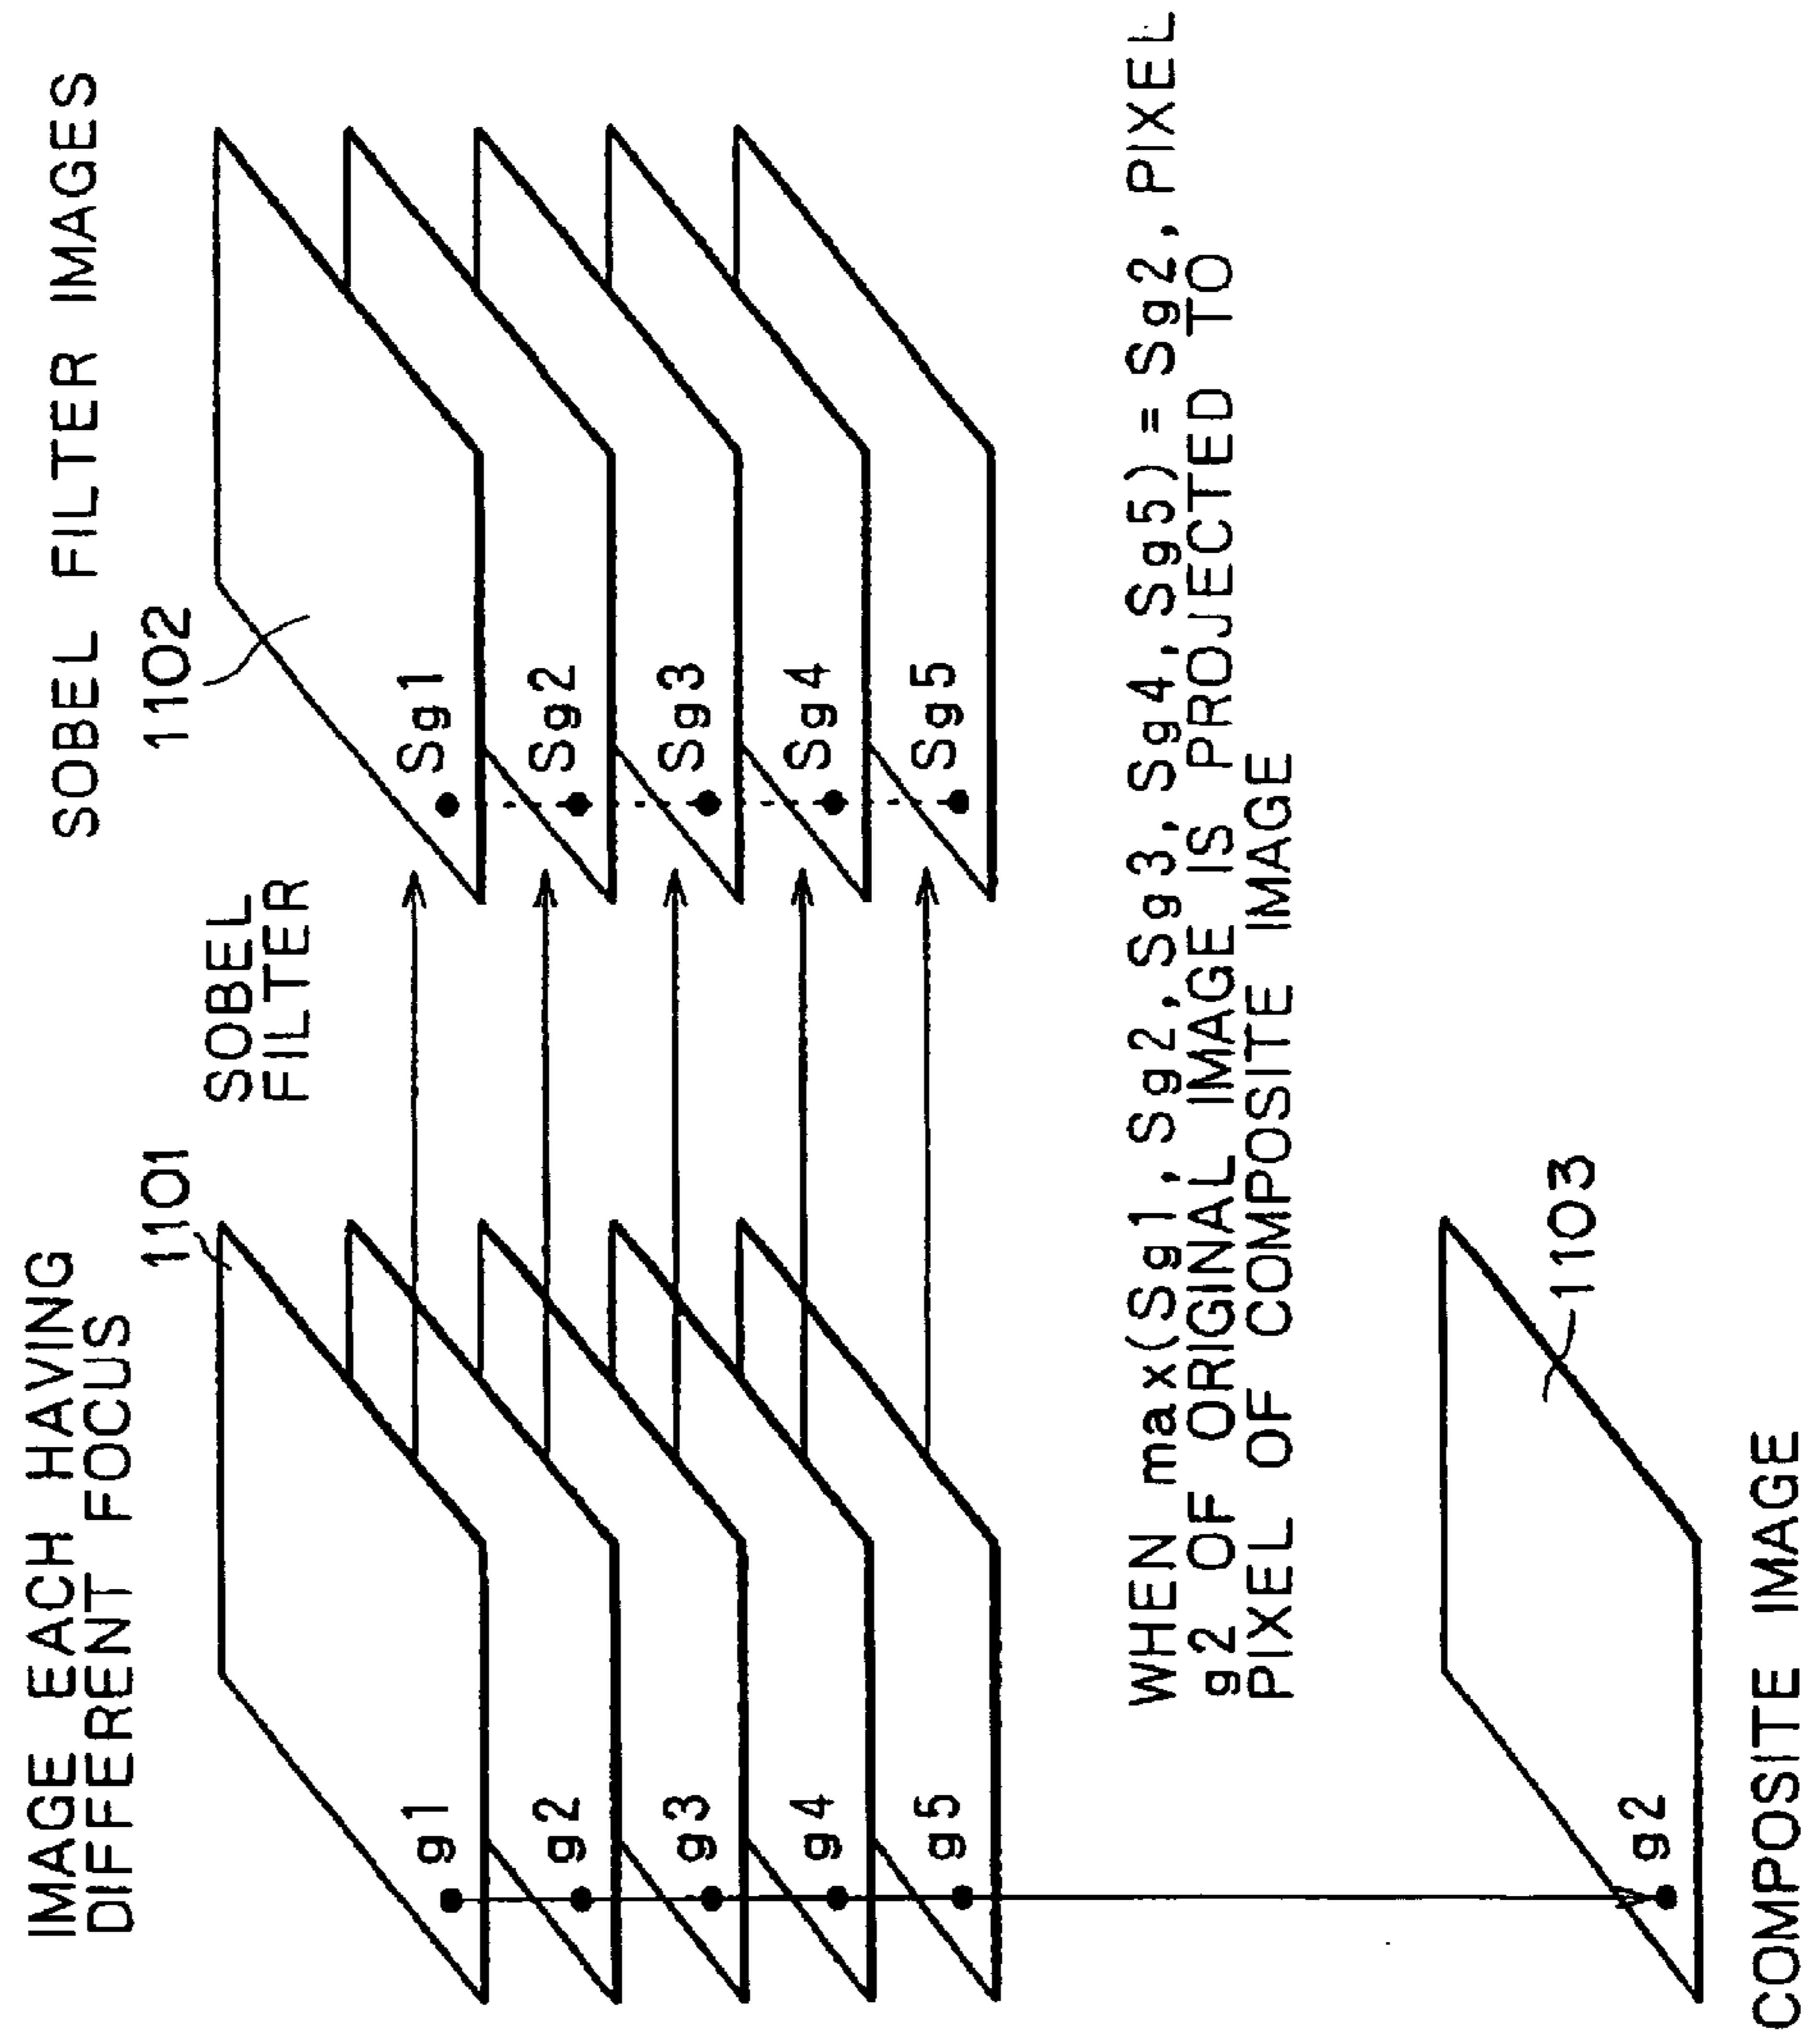 IMAGE EACH HAVING
DIFFERENT FOCUS
1101
SOBEL
FILTER
SOBEL FILTER IMAGES
1102
g1
g2
g3
g4
g5
Sg1
Sg2
Sg3
Sg4
Sg5
WHEN max(Sg1, Sg2, Sg3, Sg4, Sg5) = Sg2, PIXEL
g2 OF ORIGINAL IMAGE IS PROJECTED TO
PIXEL OF COMPOSITE IMAGE
g2
1103
COMPOSITE IMAGE